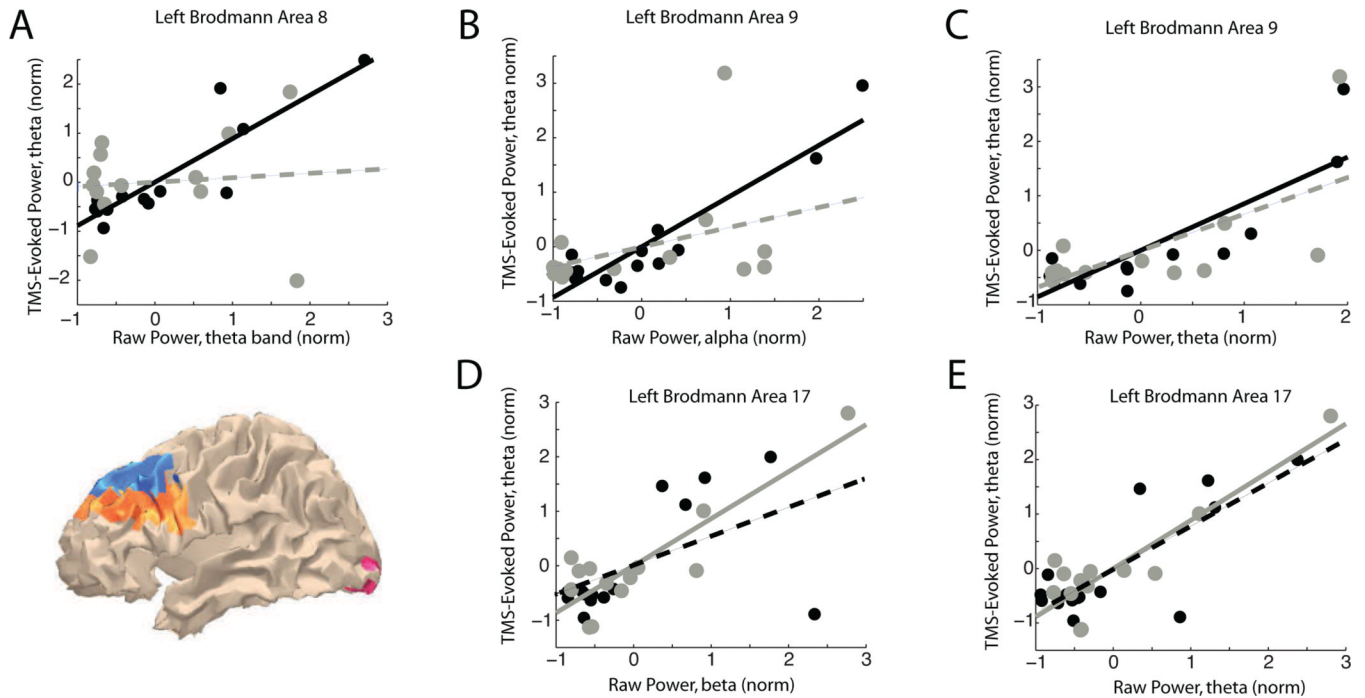 A
Left Brodmann Area 8
TMS-Evoked Power, theta (norm)
2
1
0
−1
−2
−1
0
1
2
3
Raw Power, theta band (norm)
B
Left Brodmann Area 9
TMS-Evoked Power, theta norm)
3
2
1
0
−1
−1
0
1
2
Raw Power, alpha (norm)
C
Left Brodmann Area 9
TMS-Evoked Power, theta (norm)
3
2
1
0
−1
−1
0
1
2
Raw Power, theta (norm)
D
Left Brodmann Area 17
TMS-Evoked Power, theta (norm)
3
2
1
0
−1
−1
0
1
2
3
Raw Power, beta (norm)
E
Left Brodmann Area 17
TMS-Evoked Power, theta (norm)
3
2
1
0
−1
−1
0
1
2
3
Raw Power, theta (norm)